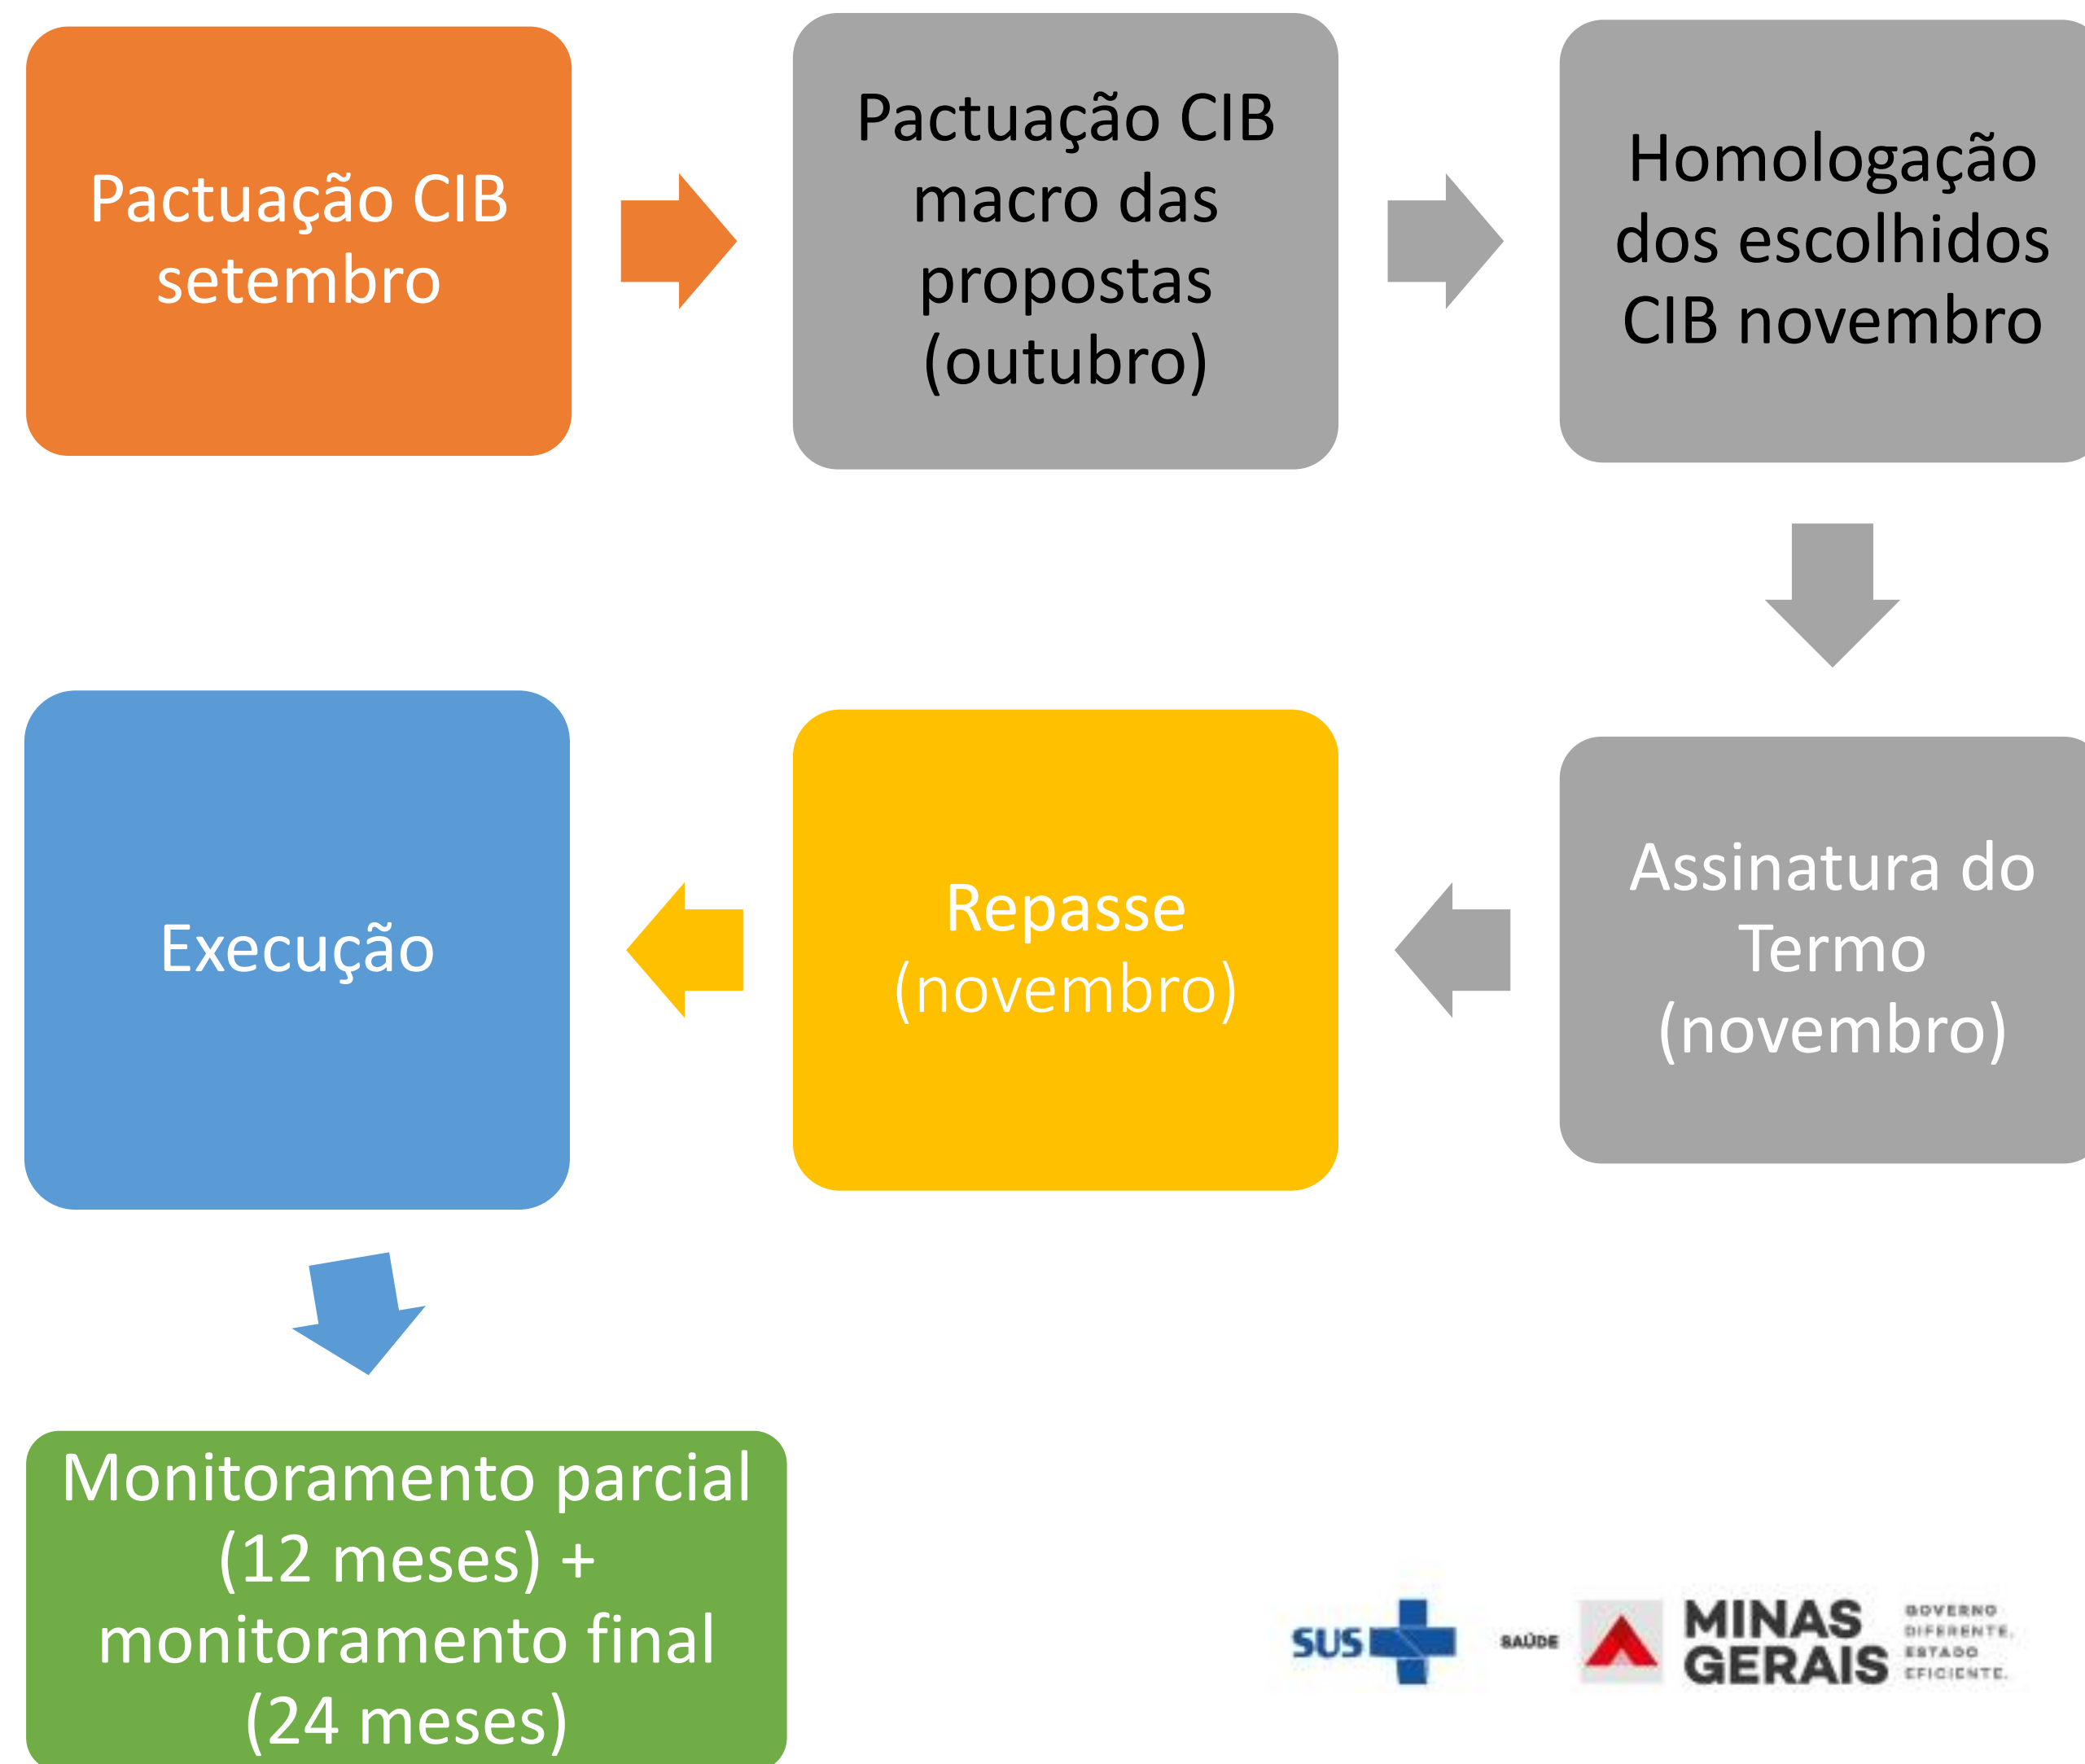 Pactuação CIB
setembro
Pactuação CIB
macro das
propostas
(outubro)
Homologação
dos escolhidos
CIB novembro
Assinatura do
Termo
(novembro)
Repasse
(novembro)
Execução
Monitoramento parcial
(12 meses) +
monitoramento final
(24 meses)
SUS
SAÚDE
MINAS
GERAIS
GOVERNO
DIFERENTE.
ESTADO
EFICIENTE.